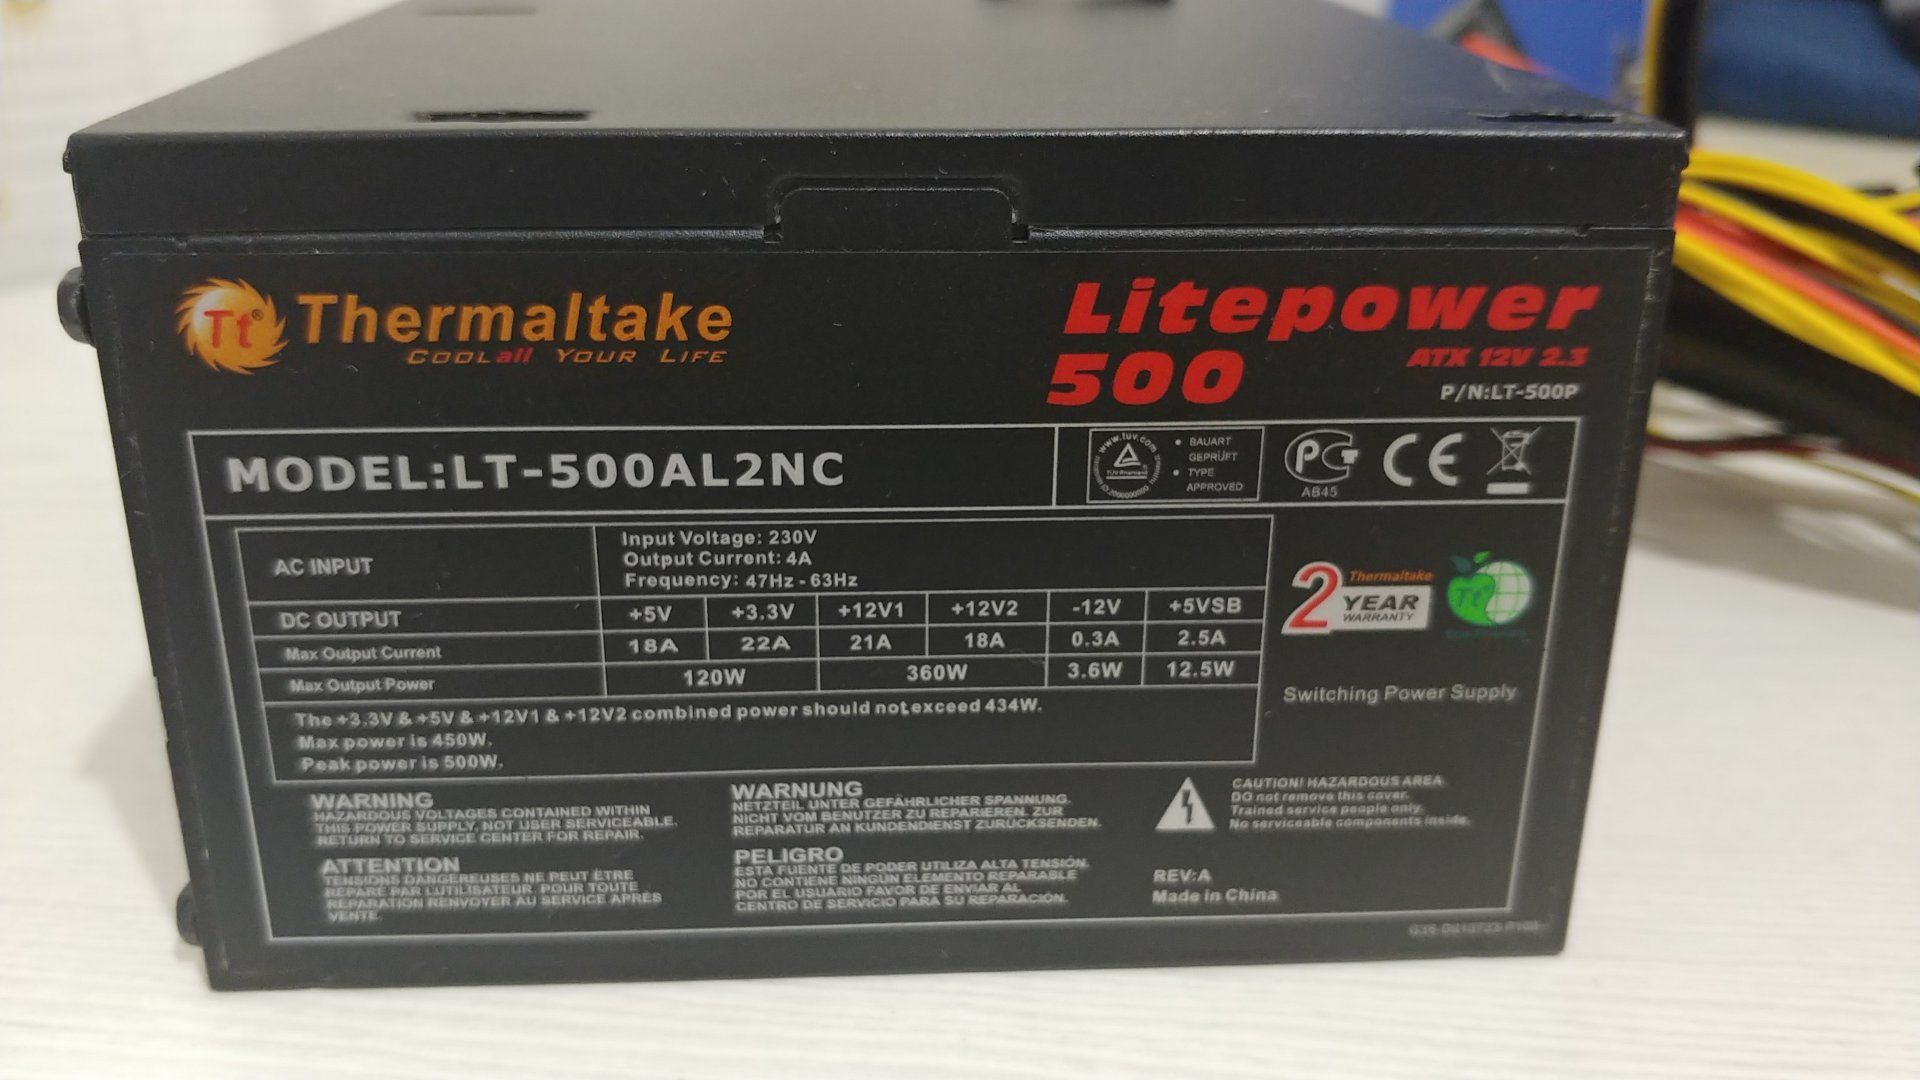 Tt® Thermaltake
COOLall YOUR LIFE
Litepower
500
ATX 12V 2.3
P/N:LT-500P
MODEL:LT-500AL2NC
www.tuv.com
• BAUART
GEPRÜFT
• TYPE
APPROVED
PG
AB45
CE
AC INPUT
Input Voltage: 230V
Output Current: 4A
Frequency: 47Hz - 63Hz
DC OUTPUT +5V +3.3V +12V1 +12V2 -12V +5VSB
Max Output Current 18A 22A 21A 18A 0.3A 2.5A
Max Output Power 120W 360W 3.6W 12.5W
The +3.3V & +5V & +12V1 & +12V2 combined power should not exceed 434W.
Max power is 450W.
Peak power is 500W.
2 Thermaltake
YEAR
WARRANTY
Tt
Switching Power Supply
WARNING
HAZARDOUS VOLTAGES CONTAINED WITHIN
THIS POWER SUPPLY, NOT USER SERVICEABLE.
RETURN TO SERVICE CENTER FOR REPAIR.
WARNUNG
NETZTEIL UNTER GEFÄHRLICHER SPANNUNG.
NICHT VOM BENUTZER ZU REPARIEREN. ZUR
REPARATUR AN KUNDENDIENST ZURÜCKSENDEN.
CAUTION! HAZARDOUS AREA
DO not remove this cover.
Trained service people only.
No serviceable components inside.
ATTENTION
TENSIONS DANGEREUSES NE PEUT ÊTRE
RÉPARÉ PAR L'UTILISATEUR. POUR TOUTE
RÉPARATION RENVOYER AU SERVICE APRÈS
VENTE.
PELIGRO
ESTA FUENTE DE PODER UTILIZA ALTA TENSIÓN.
NO CONTIENE NINGÚN ELEMENTO REPARABLE
POR EL USUARIO FAVOR DE ENVIAR AL
CENTRO DE SERVICIO PARA SU REPARACIÓN.
REV:A
Made in China